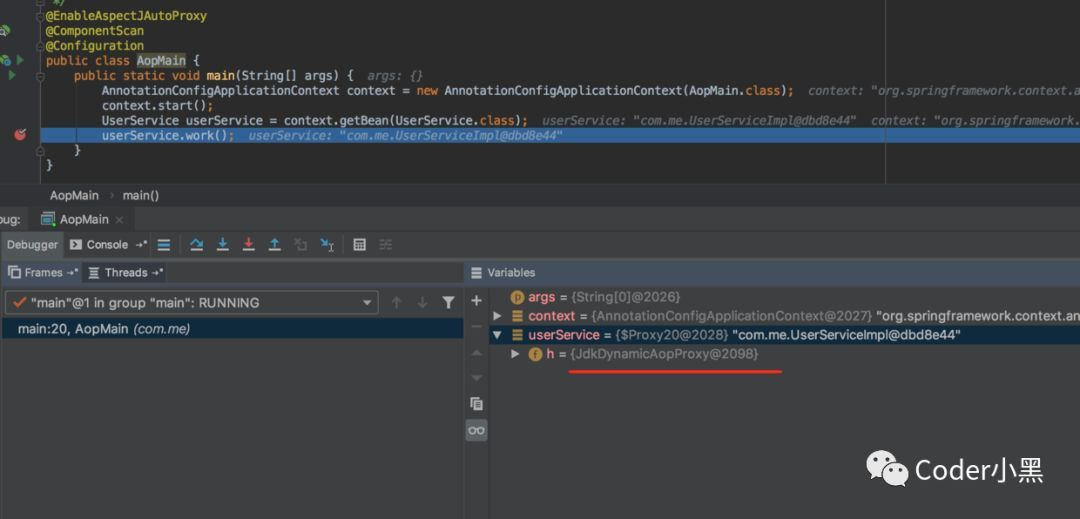 */
@EnableAspectJAutoProxy
@ComponentScan
@Configuration
public class AopMain {
public static void main(String[] args) { args: {}
AnnotationConfigApplicationContext context = new AnnotationConfigApplicationContext(AopMain.class); context: "org.springframework.context.an
context.start();
UserService userService = context.getBean(UserService.class); userService: "com.me.UserServiceImpl@dbd8e44" context: "org.springframework.
userService.work(); userService: "com.me.UserServiceImpl@dbd8e44"
}
}
AopMain main()
bug: AopMain
Debugger Console
Frames Threads
Variables
"main"@1 in group "main": RUNNING
main:20, AopMain (com.me)
args = {String[0]@2026}
context = {AnnotationConfigApplicationContext@2027} "org.springframework.context.an
userService = {$Proxy20@2028} "com.me.UserServiceImpl@dbd8e44"
h = {JdkDynamicAopProxy@2098}
Coder小黑